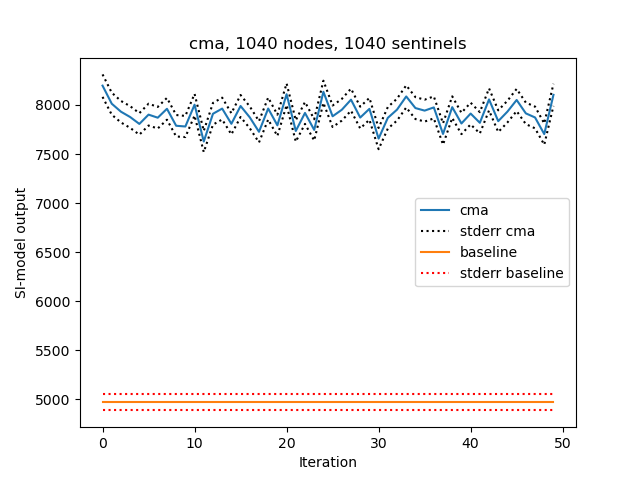 cma, 1040 nodes, 1040 sentinels
SI-model output
8000
7500
7000
6500
6000
5500
5000
cma
stderr cma
baseline
stderr baseline
0 10 20 30 40 50
Iteration